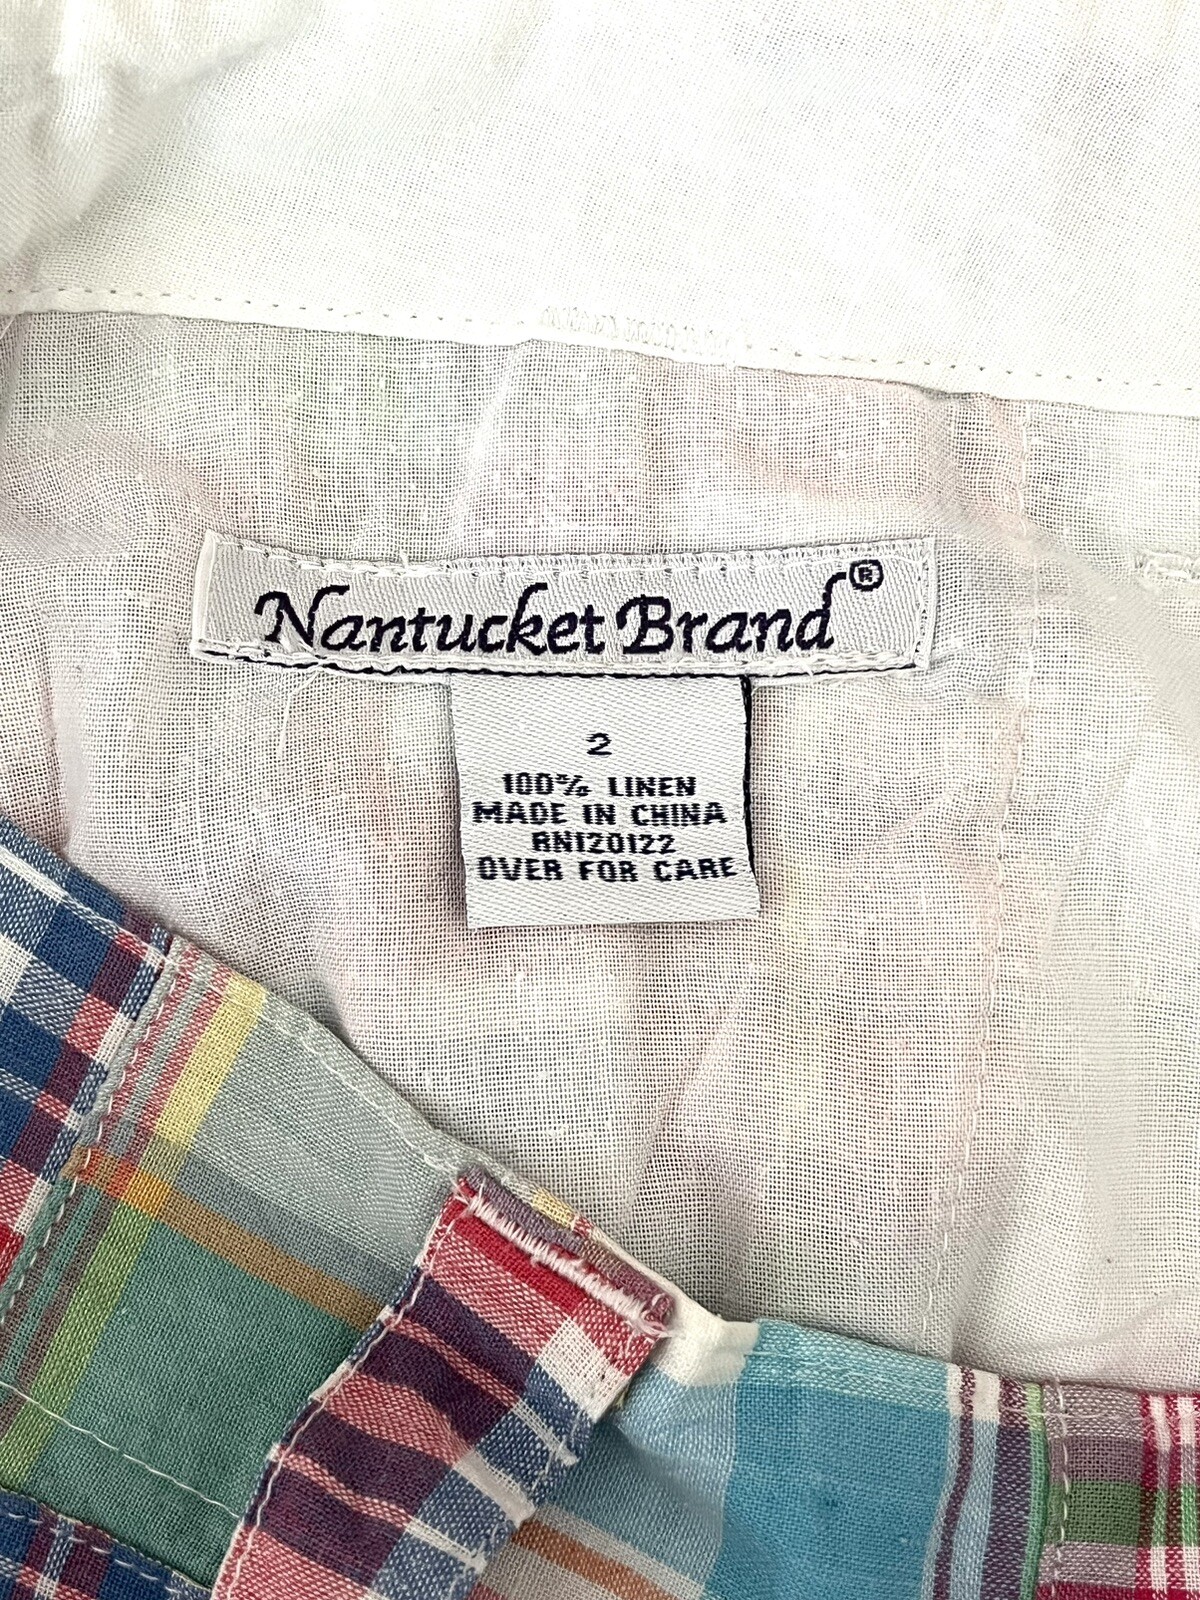 Nantucket Brand®
2
100% LINEN
MADE IN CHINA
RN120122
OVER FOR CARE